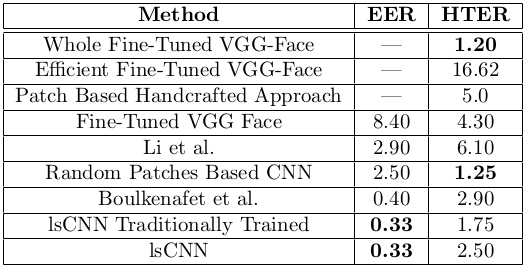 Method EER HTER
Whole Fine-Tuned VGG-Face — 1.20
Efficient Fine-Tuned VGG-Face — 16.62
Patch Based Handcrafted Approach — 5.0
Fine-Tuned VGG Face 8.40 4.30
Li et al. 2.90 6.10
Random Patches Based CNN 2.50 1.25
Boulkenafet et al. 0.40 2.90
lsCNN Traditionally Trained 0.33 1.75
lsCNN 0.33 2.50